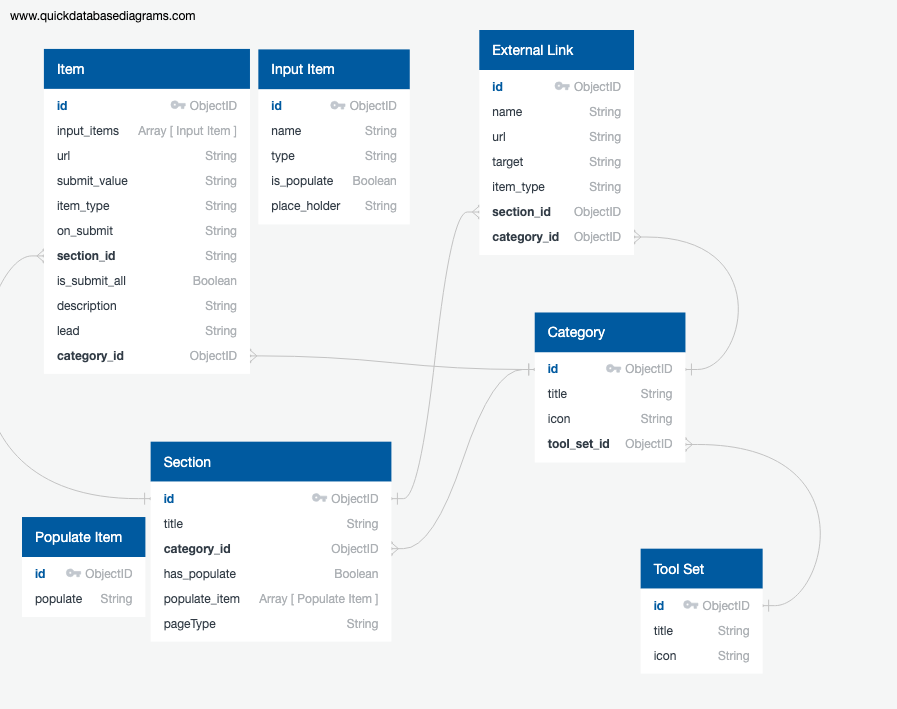 www.quickdatabasediagrams.com
Item
id ObjectID
input_items Array [ Input Item ]
url String
submit_value String
item_type String
on_submit String
section_id String
is_submit_all Boolean
description String
lead String
category_id ObjectID
Input Item
id ObjectID
name String
type String
is_populate Boolean
place_holder String
External Link
id ObjectID
name String
url String
target String
item_type String
section_id ObjectID
category_id ObjectID
Category
id ObjectID
title String
icon String
tool_set_id ObjectID
Section
id ObjectID
title String
category_id ObjectID
has_populate Boolean
populate_item Array [ Populate Item ]
pageType String
Populate Item
id ObjectID
populate String
Tool Set
id ObjectID
title String
icon String